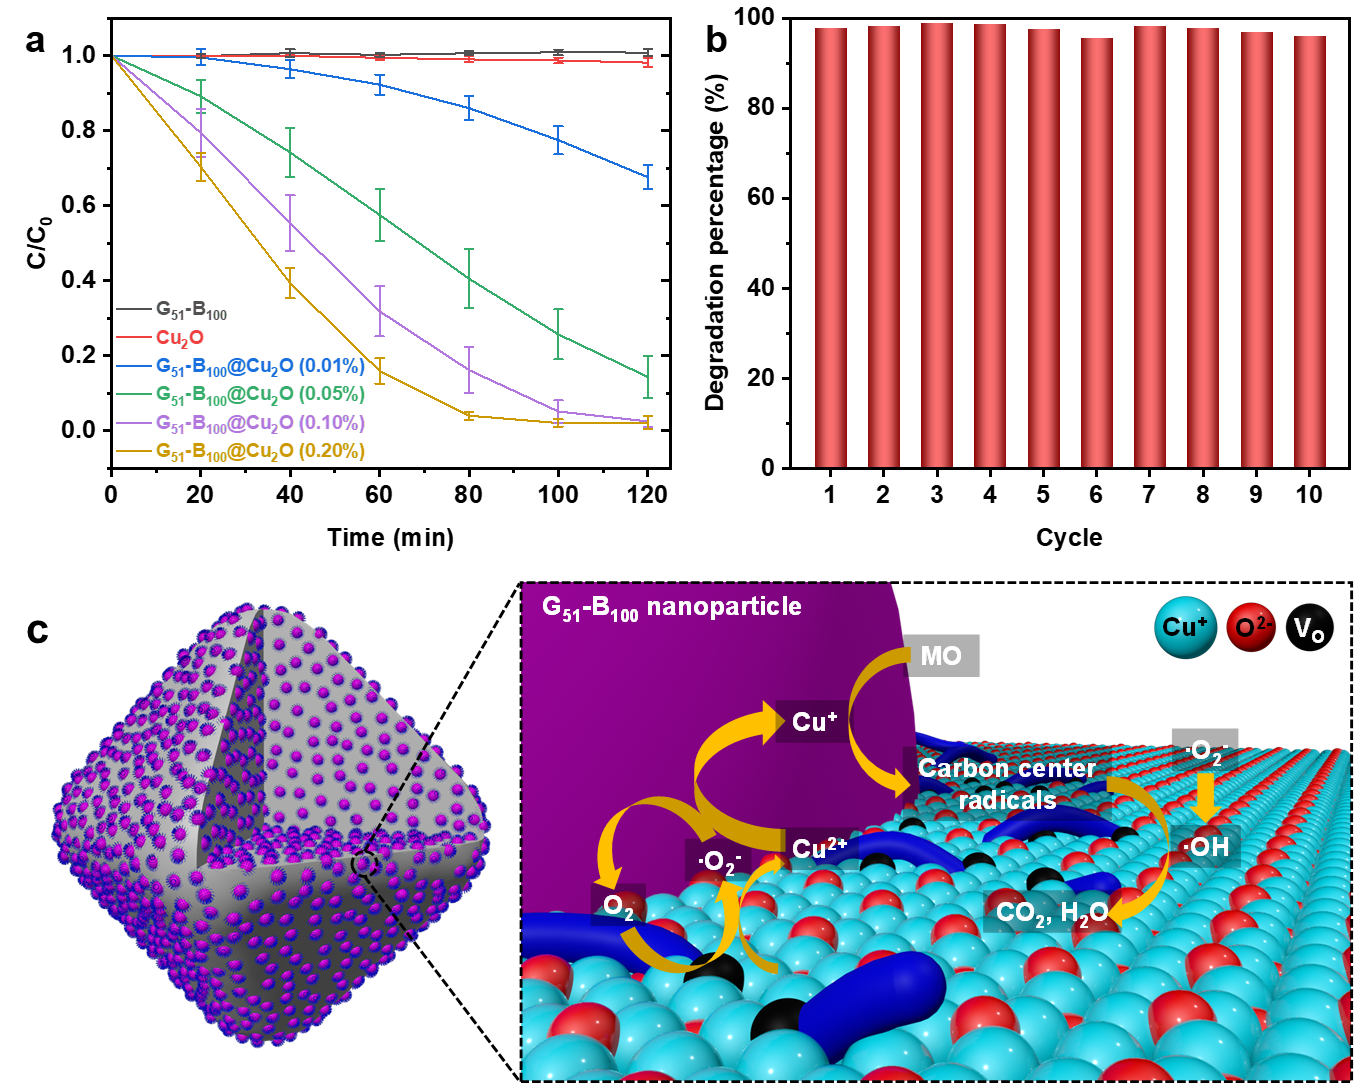 a
1.0
0.8
0.6
0.4
0.2
0.0
C/C₀
G₅₁-B₁₀₀
Cu₂O
G₅₁-B₁₀₀@Cu₂O (0.01%)
G₅₁-B₁₀₀@Cu₂O (0.05%)
G₅₁-B₁₀₀@Cu₂O (0.10%)
G₅₁-B₁₀₀@Cu₂O (0.20%)
0 20 40 60 80 100 120
Time (min)
b
100
80
60
40
20
0
Degradation percentage (%)
1 2 3 4 5 6 7 8 9 10
Cycle
c
G₅₁-B₁₀₀ nanoparticle
Cu⁺ O²⁻ Vₒ
MO
Cu⁺
·O₂⁻
Carbon center
radicals
Cu²⁺
·OH
·O₂⁻
O₂
CO₂, H₂O